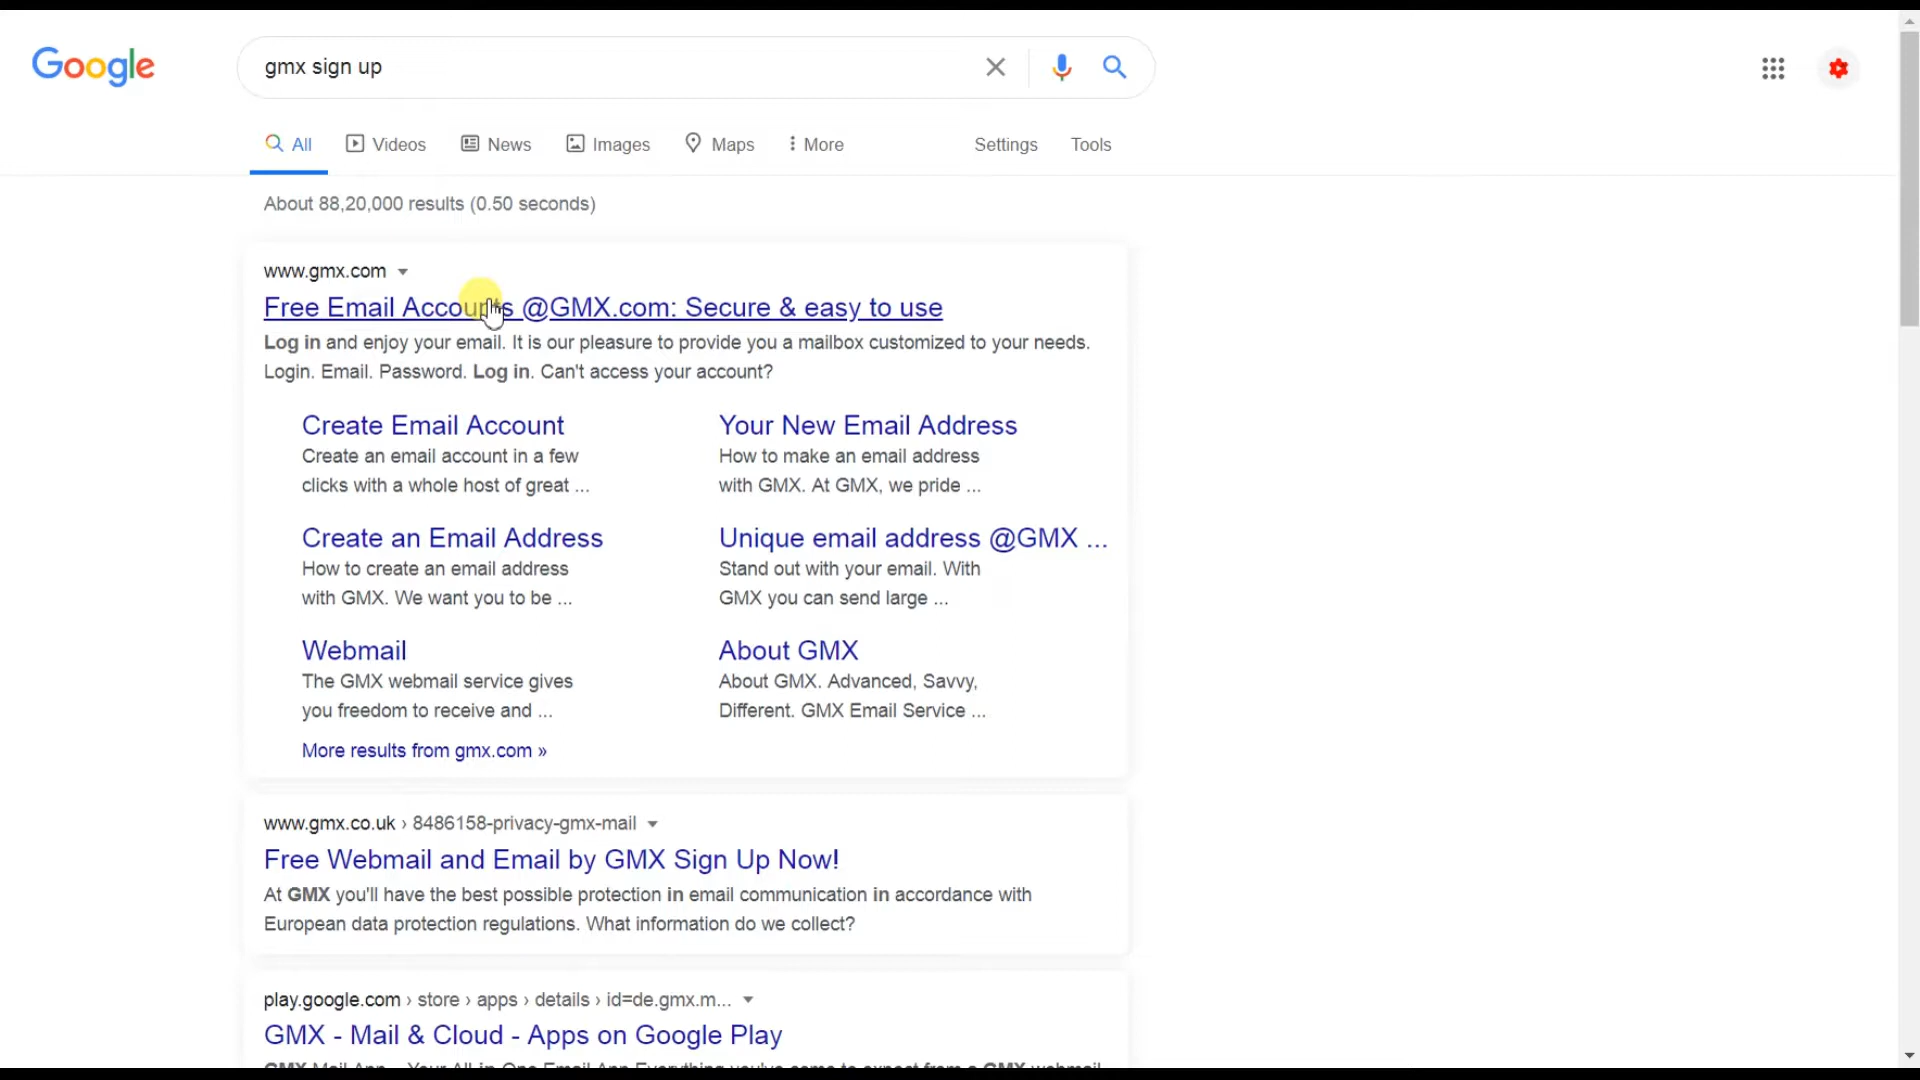 Google
gmx sign up
All
Videos
News
Images
Maps
More
Settings
Tools
About 88,20,000 results (0.50 seconds)
www.gmx.com
Free Email Accounts @GMX.com: Secure & easy to use
Log in and enjoy your email. It is our pleasure to provide you a mailbox customized to your needs.
Login. Email. Password. Log in. Can't access your account?
Create Email Account
Create an email account in a few
clicks with a whole host of great ...
Your New Email Address
How to make an email address
with GMX. At GMX, we pride ...
Create an Email Address
How to create an email address
with GMX. We want you to be ...
Unique email address @GMX ...
Stand out with your email. With
GMX you can send large ...
Webmail
The GMX webmail service gives
you freedom to receive and ...
About GMX
About GMX. Advanced, Savvy,
Different. GMX Email Service ...
More results from gmx.com »
www.gmx.co.uk › 8486158-privacy-gmx-mail
Free Webmail and Email by GMX Sign Up Now!
At GMX you'll have the best possible protection in email communication in accordance with
European data protection regulations. What information do we collect?
play.google.com › store › apps › details › id=de.gmx.m...
GMX - Mail & Cloud - Apps on Google Play